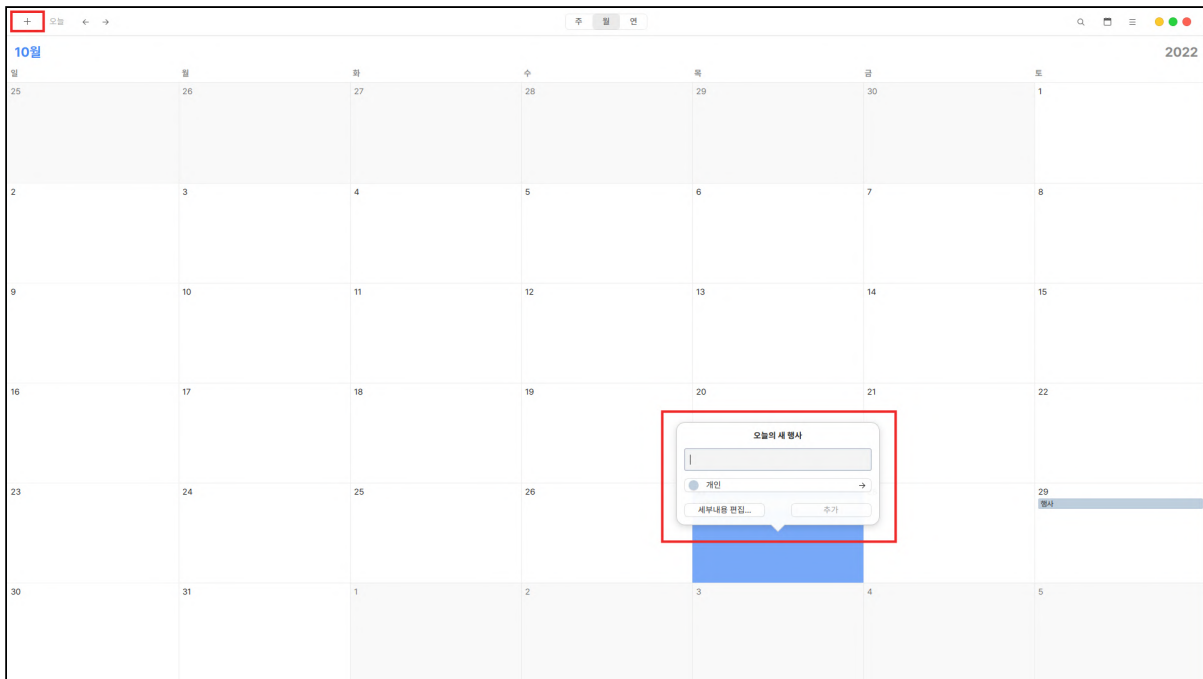 오늘
주 월 연
10월 2022
일 월 화 수 목 금 토
25 26 27 28 29 30 1
2 3 4 5 6 7 8
9 10 11 12 13 14 15
16 17 18 19 20 21 22
오늘의 새 행사
개인
세부내용 편집... 추가
23 24 25 26 29
행사
30 31 1 2 3 4 5